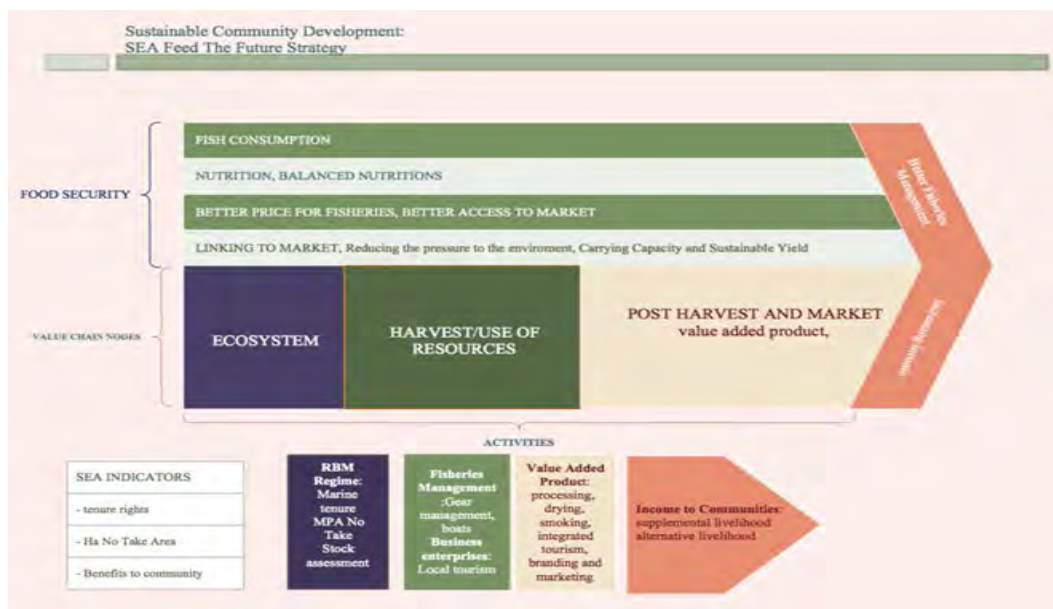 Sustainable Community Development:
SEA Feed The Future Strategy
FOOD SECURITY
FISH CONSUMPTION
NUTRITION, BALANCED NUTRITIONS
BETTER PRICE FOR FISHERIES, BETTER ACCESS TO MARKET
LINKING TO MARKET, Reducing the pressure to the enviroment, Carrying Capacity and Sustainable Yield
Better Fisheries
Management
VALUE CHAIN NODES
ECOSYSTEM
HARVEST/USE OF
RESOURCES
POST HARVEST AND MARKET
value added product,
ACTIVITIES
SEA INDICATORS
- tenure rights
- Ha No Take Area
- Benefits to community
RBM
Regime:
Marine
tenure
MPA No
Take
Stock
assessment
Fisheries
Management
:Gear
management,
boats
Business
enterprises:
Local tourism
Value Added
Product:
processing,
drying,
smoking,
integrated
tourism,
branding and
marketing
Income to Communities:
supplemental livelihood
alternative livelihood